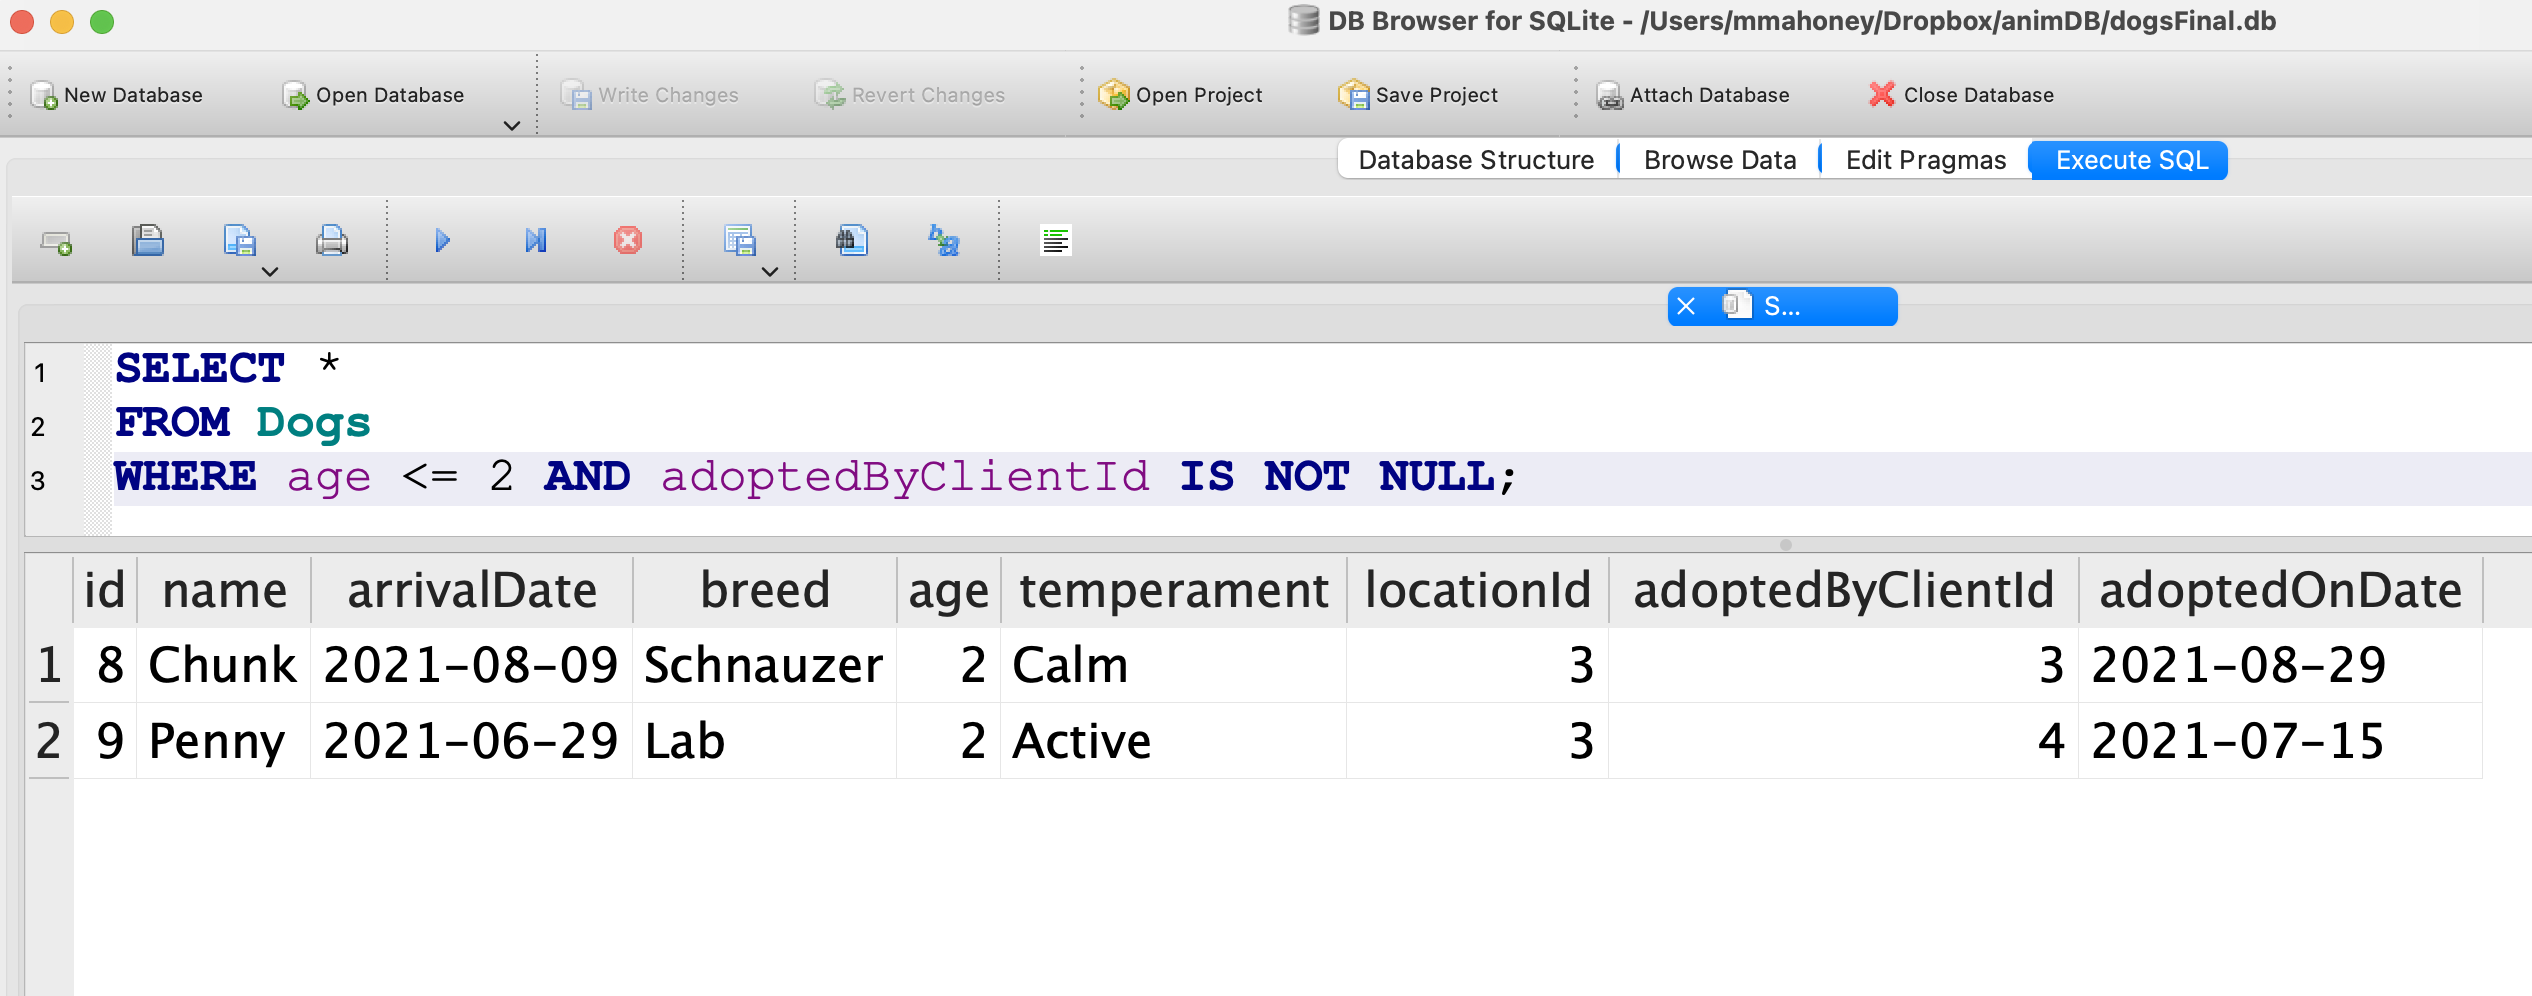 DB Browser for SQLite - /Users/mmahoney/Dropbox/animDB/dogsFinal.db
New Database Open Database Write Changes Revert Changes Open Project Save Project Attach Database Close Database
Database Structure Browse Data Edit Pragmas Execute SQL
S...
1 SELECT *
2 FROM Dogs
3 WHERE age <= 2 AND adoptedByClientId IS NOT NULL;
id name arrivalDate breed age temperament locationId adoptedByClientId adoptedOnDate
1 8 Chunk 2021-08-09 Schnauzer 2 Calm 3 3 2021-08-29
2 9 Penny 2021-06-29 Lab 2 Active 3 4 2021-07-15